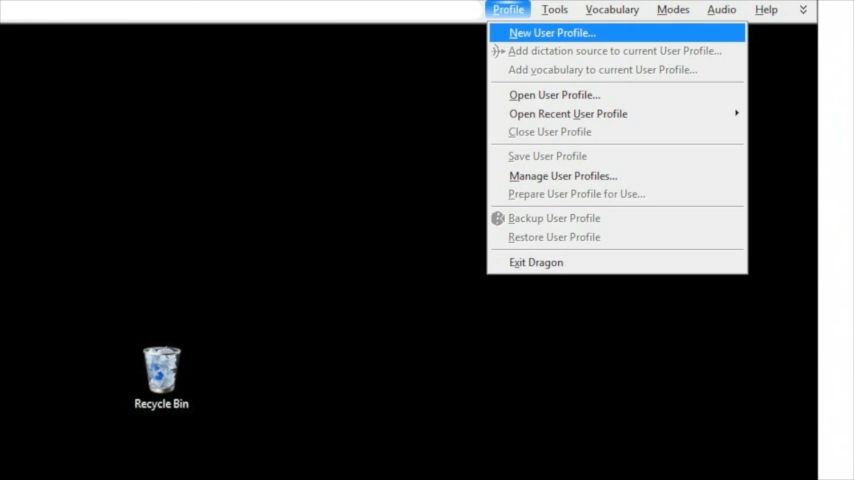 Profile Tools Vocabulary Modes Audio Help
New User Profile...
Add dictation source to current User Profile...
Add vocabulary to current User Profile...
Open User Profile...
Open Recent User Profile
Close User Profile
Save User Profile
Manage User Profiles...
Prepare User Profile for Use...
Backup User Profile
Restore User Profile
Exit Dragon
Recycle Bin